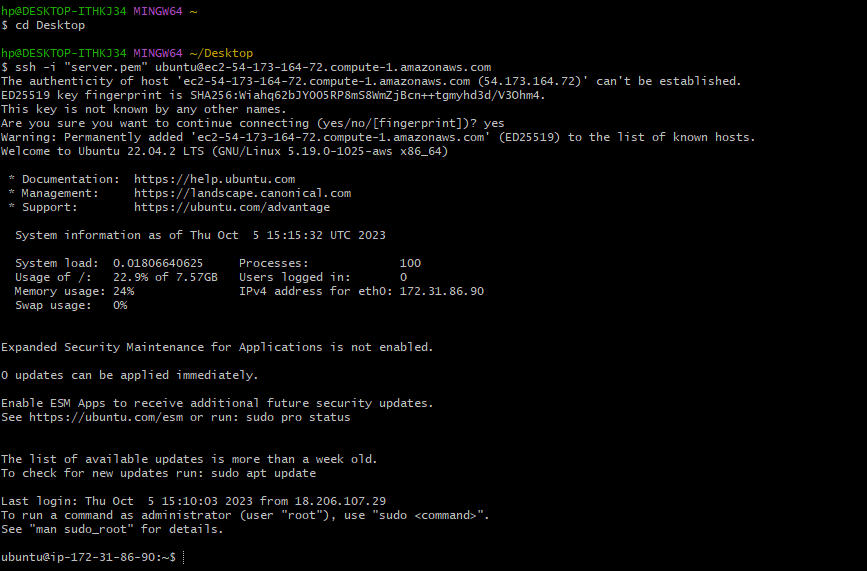 hp@DESKTOP-ITHKJ34 MINGW64 ~
$ cd Desktop
hp@DESKTOP-ITHKJ34 MINGW64 ~/Desktop
$ ssh -i "server.pem" ubuntu@ec2-54-173-164-72.compute-1.amazonaws.com
The authenticity of host 'ec2-54-173-164-72.compute-1.amazonaws.com (54.173.164.72)' can't be established.
ED25519 key fingerprint is SHA256:Wiahq62bJYOO5RP8mS8WmZjBcn++tgmyhd3d/V3Ohm4.
This key is not known by any other names.
Are you sure you want to continue connecting (yes/no/[fingerprint])? yes
Warning: Permanently added 'ec2-54-173-164-72.compute-1.amazonaws.com' (ED25519) to the list of known hosts.
Welcome to Ubuntu 22.04.2 LTS (GNU/Linux 5.19.0-1025-aws x86_64)
* Documentation:  https://help.ubuntu.com
* Management:     https://landscape.canonical.com
* Support:        https://ubuntu.com/advantage
System information as of Thu Oct  5 15:15:32 UTC 2023
System load:  0.01806640625     Processes:             100
Usage of /:   22.9% of 7.57GB   Users logged in:       0
Memory usage: 24%               IPv4 address for eth0: 172.31.86.90
Swap usage:   0%
Expanded Security Maintenance for Applications is not enabled.
0 updates can be applied immediately.
Enable ESM Apps to receive additional future security updates.
See https://ubuntu.com/esm or run: sudo pro status
The list of available updates is more than a week old.
To check for new updates run: sudo apt update
Last login: Thu Oct  5 15:10:03 2023 from 18.206.107.29
To run a command as administrator (user "root"), use "sudo <command>".
See "man sudo_root" for details.
ubuntu@ip-172-31-86-90:~$